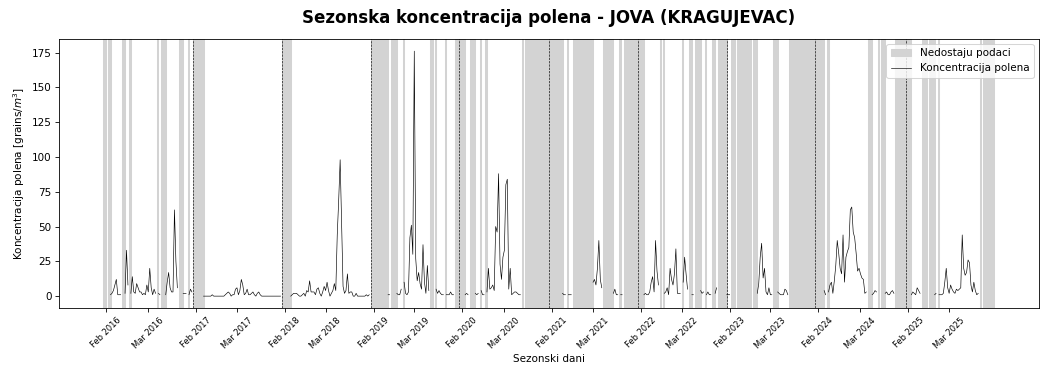 Sezonska koncentracija polena - JOVA (KRAGUJEVAC)
Nedostaju podaci
Koncentracija polena
Koncentracija polena [grains/m³]
175
150
125
100
75
50
25
0
Feb 2016
Mar 2016
Feb 2017
Mar 2017
Feb 2018
Mar 2018
Feb 2019
Mar 2019
Feb 2020
Mar 2020
Feb 2021
Mar 2021
Feb 2022
Mar 2022
Feb 2023
Mar 2023
Feb 2024
Mar 2024
Feb 2025
Mar 2025
Sezonski dani